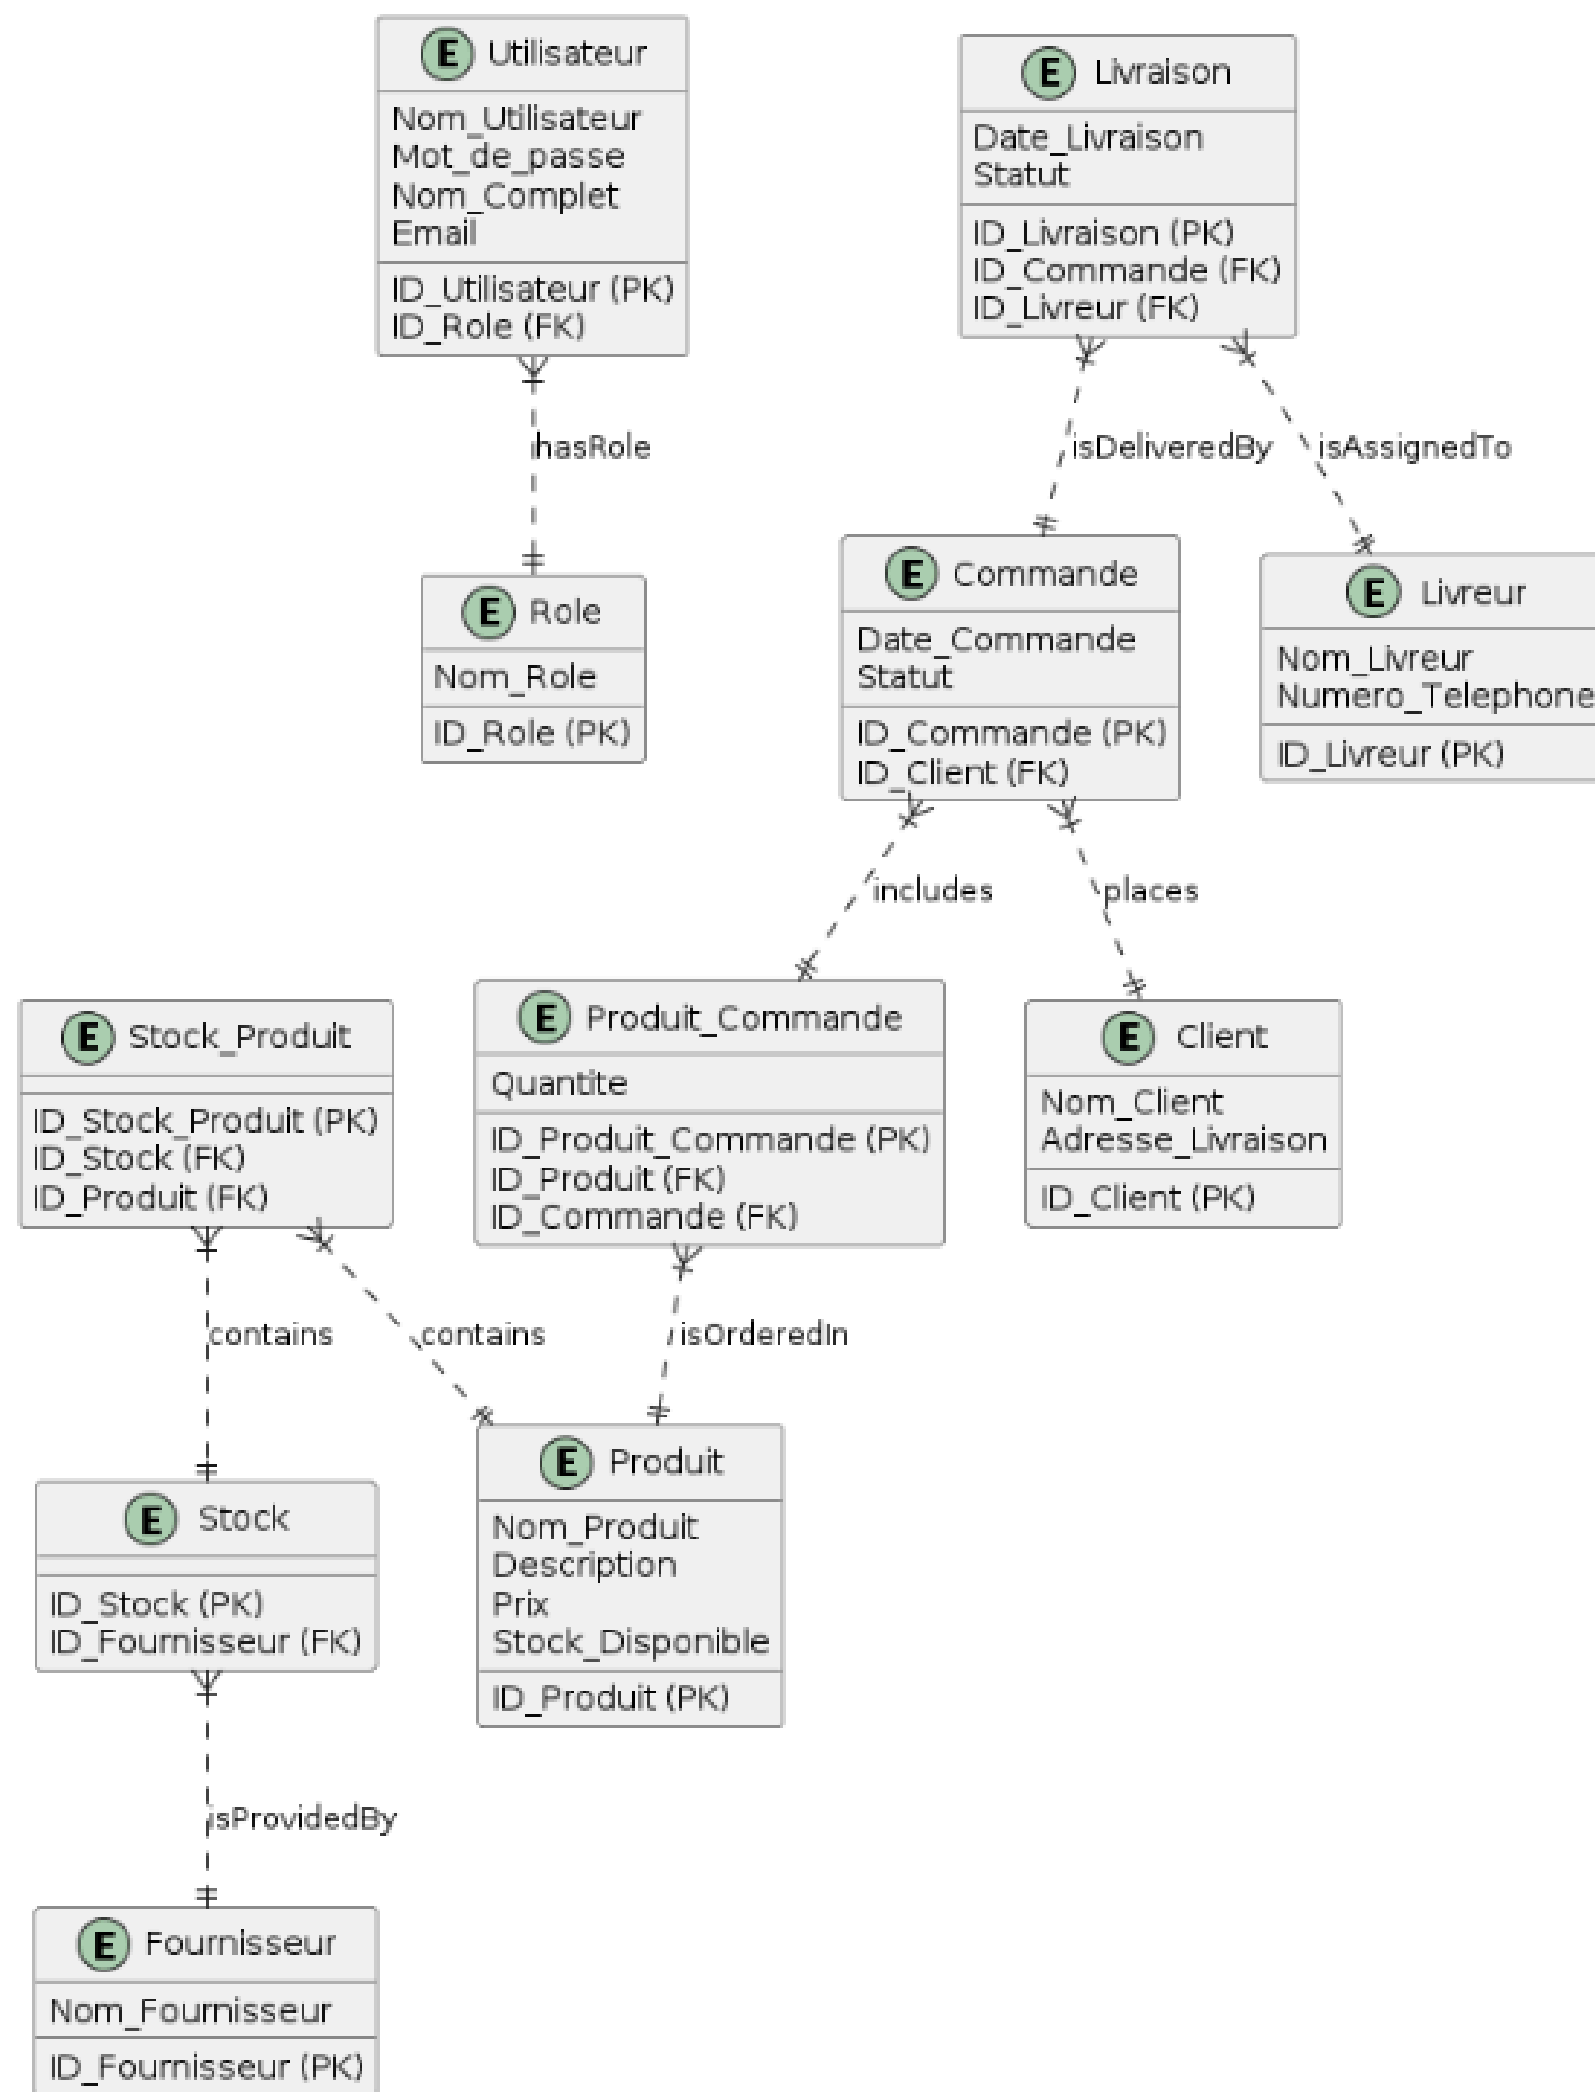 E Utilisateur
Nom_Utilisateur
Mot_de_passe
Nom_Complet
Email
ID_Utilisateur (PK)
ID_Role (FK)
E Livraison
Date_Livraison
Statut
ID_Livraison (PK)
ID_Commande (FK)
ID_Livreur (FK)
hasRole
isDeliveredBy
isAssignedTo
E Role
Nom_Role
ID_Role (PK)
E Commande
Date_Commande
Statut
ID_Commande (PK)
ID_Client (FK)
E Livreur
Nom_Livreur
Numero_Telephone
ID_Livreur (PK)
includes
places
E Stock_Produit
ID_Stock_Produit (PK)
ID_Stock (FK)
ID_Produit (FK)
E Produit_Commande
Quantite
ID_Produit_Commande (PK)
ID_Produit (FK)
ID_Commande (FK)
E Client
Nom_Client
Adresse_Livraison
ID_Client (PK)
contains
contains
isOrderedIn
E Stock
ID_Stock (PK)
ID_Fournisseur (FK)
E Produit
Nom_Produit
Description
Prix
Stock_Disponible
ID_Produit (PK)
isProvidedBy
E Fournisseur
Nom_Fournisseur
ID_Fournisseur (PK)